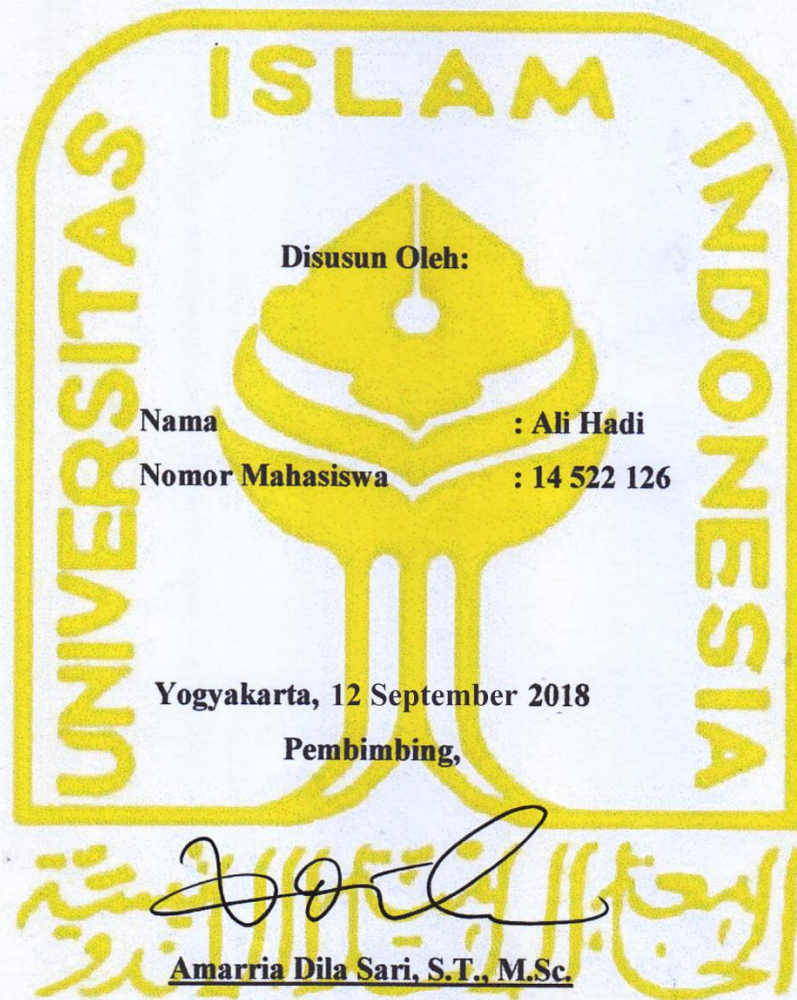 UNIVERSITAS ISLAM INDONESIA
Disusun Oleh:
Nama : Ali Hadi
Nomor Mahasiswa : 14 522 126
Yogyakarta, 12 September 2018
Pembimbing,
Amarria Dila Sari, S.T., M.Sc.